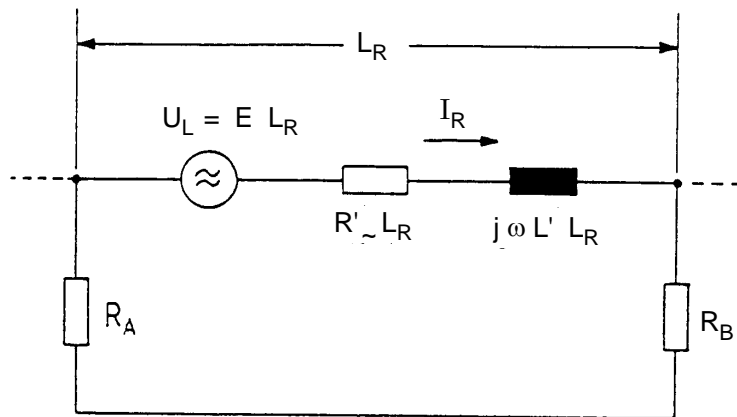 L_R
U_L = E L_R
I_R
R'~ L_R
j ω L' L_R
R_A
R_B